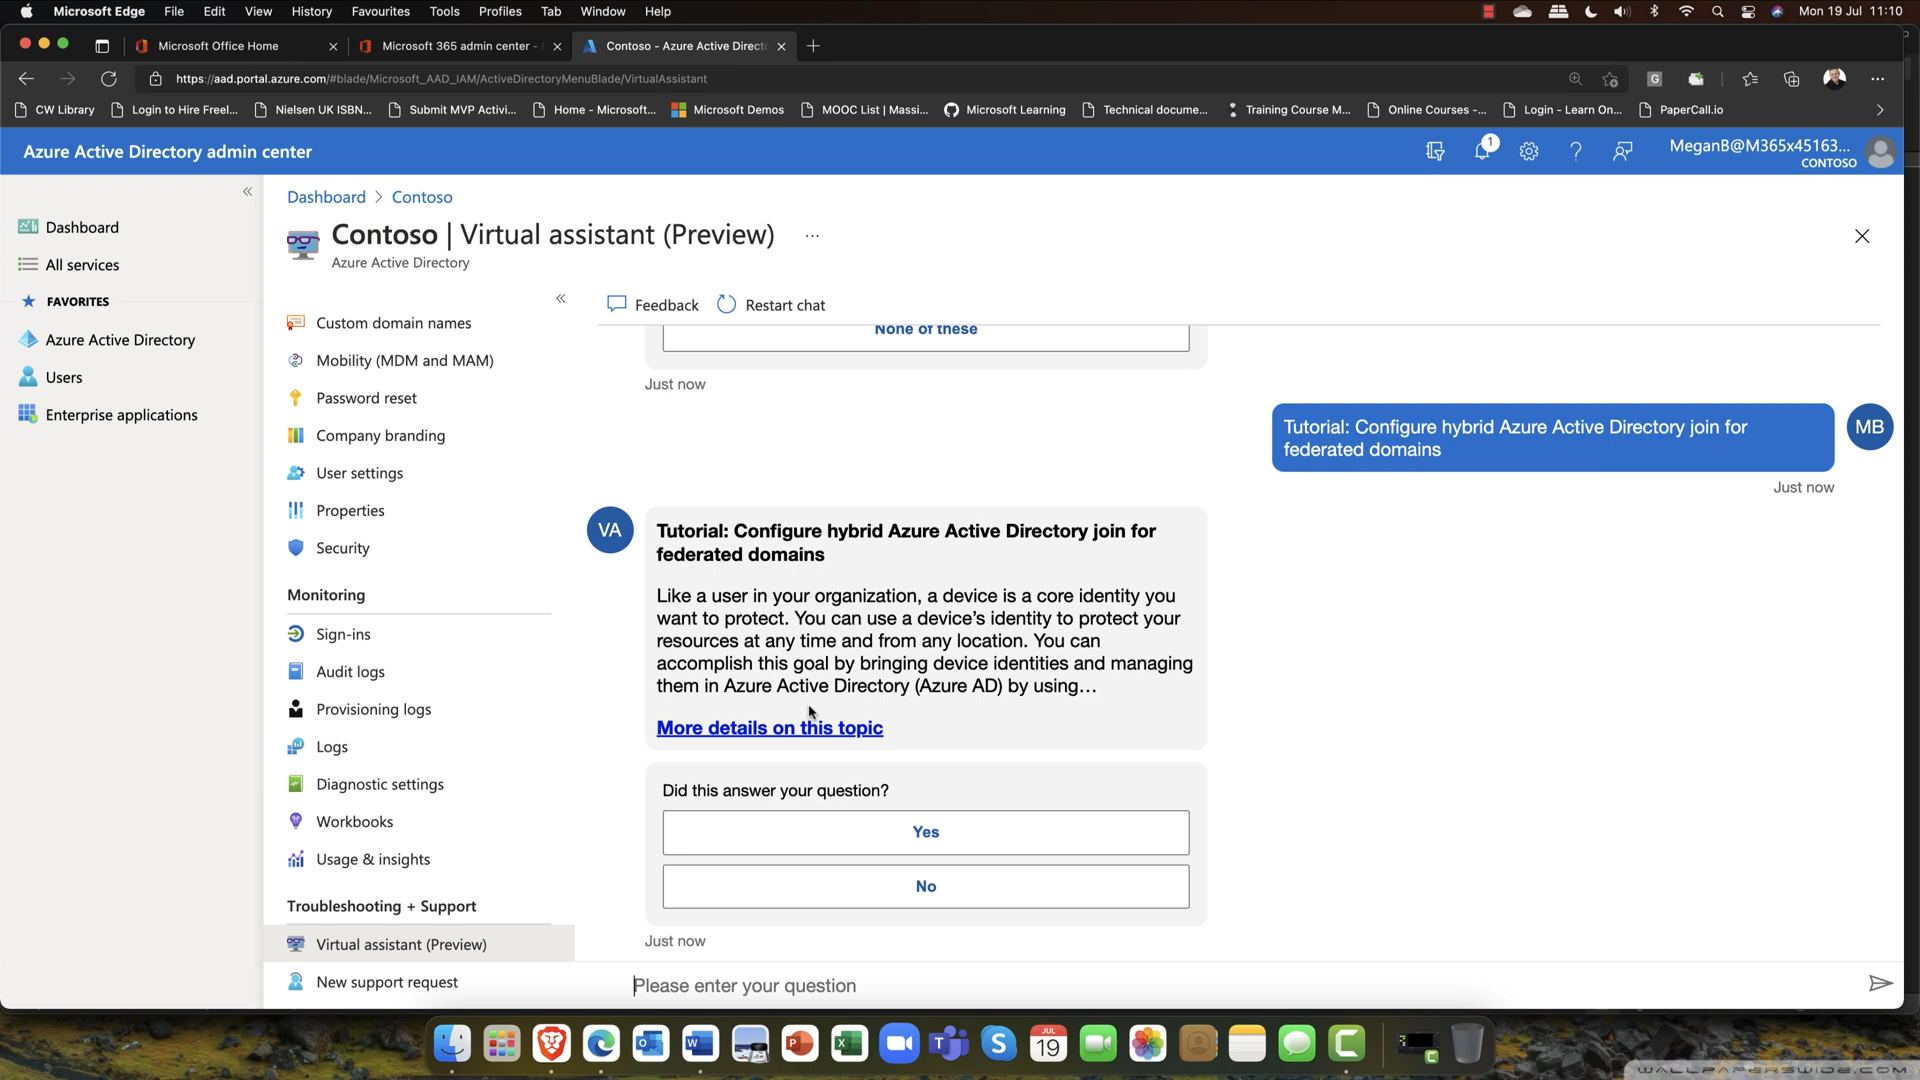 Microsoft Edge File Edit View History Favourites Tools Profiles Tab Window Help Mon 19 Jul 11:10
Microsoft Office Home
Microsoft 365 admin center -
Contoso - Azure Active Direct
https://aad.portal.azure.com/#blade/Microsoft_AAD_IAM/ActiveDirectoryMenuBlade/VirtualAssistant
G
CW Library Login to Hire Freel... Nielsen UK ISBN... Submit MVP Activi... Home - Microsoft... Microsoft Demos MOOC List | Massi... Microsoft Learning Technical docume... Training Course M... Online Courses -... Login - Learn On... PaperCall.io
Azure Active Directory admin center
1
MeganB@M365x45163...
CONTOSO
Dashboard
All services
FAVORITES
Azure Active Directory
Users
Enterprise applications
Dashboard > Contoso
Contoso | Virtual assistant (Preview) ...
Azure Active Directory
Custom domain names
Mobility (MDM and MAM)
Password reset
Company branding
User settings
Properties
Security
Monitoring
Sign-ins
Audit logs
Provisioning logs
Logs
Diagnostic settings
Workbooks
Usage & insights
Troubleshooting + Support
Virtual assistant (Preview)
New support request
Feedback
Restart chat
None of these
Just now
Tutorial: Configure hybrid Azure Active Directory join for
federated domains
MB
Just now
VA
Tutorial: Configure hybrid Azure Active Directory join for
federated domains
Like a user in your organization, a device is a core identity you
want to protect. You can use a device's identity to protect your
resources at any time and from any location. You can
accomplish this goal by bringing device identities and managing
them in Azure Active Directory (Azure AD) by using...
More details on this topic
Did this answer your question?
Yes
No
Just now
Please enter your question
JUL
19
WALLPAPERSWIDE.COM